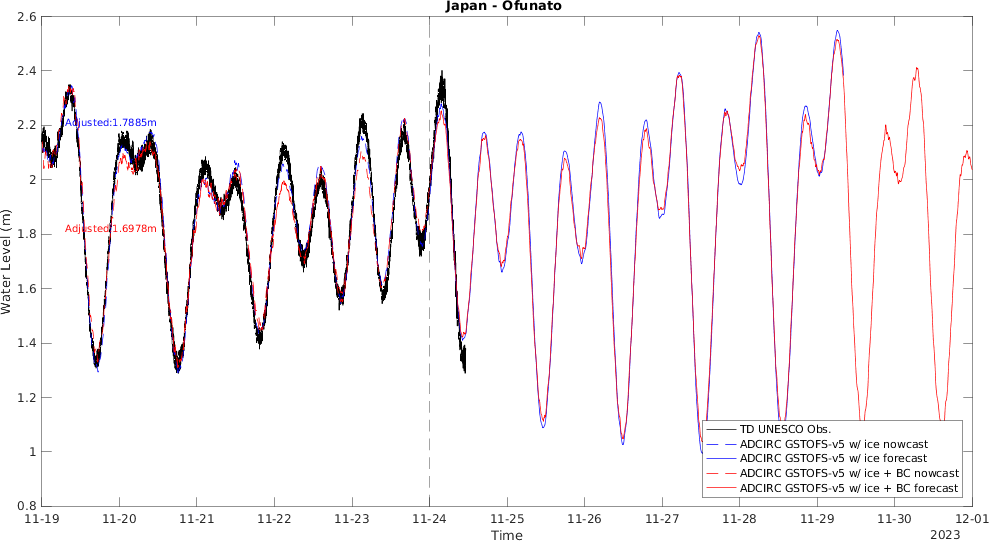 Japan - Ofunato
2.6
2.4
2.2
2
1.8
1.6
1.4
1.2
1
0.8
Water Level (m)
Adjusted:1.7885m
Adjusted:1.6978m
TD UNESCO Obs.
ADCIRC GSTOFS-v5 w/ ice nowcast
ADCIRC GSTOFS-v5 w/ ice forecast
ADCIRC GSTOFS-v5 w/ ice + BC nowcast
ADCIRC GSTOFS-v5 w/ ice + BC forecast
11-19 11-20 11-21 11-22 11-23 11-24 11-25 11-26 11-27 11-28 11-29 11-30 12-01
Time
2023